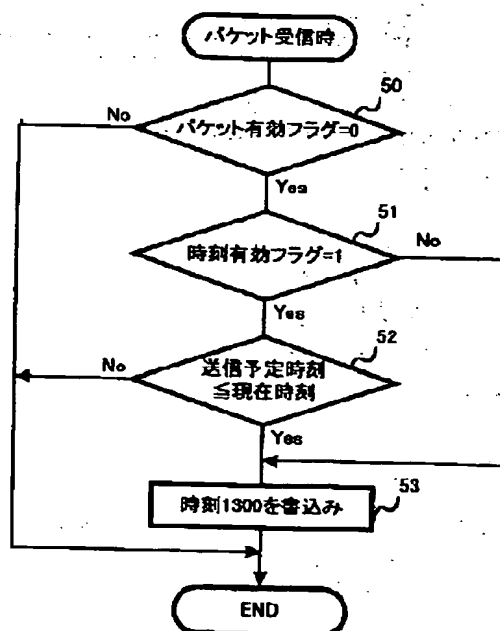 パケット受信時
50
パケット有効フラグ=0
No
Yes
51
時刻有効フラグ=1
No
Yes
52
送信予定時刻
≦現在時刻
No
Yes
53
時刻1300を書込み
END